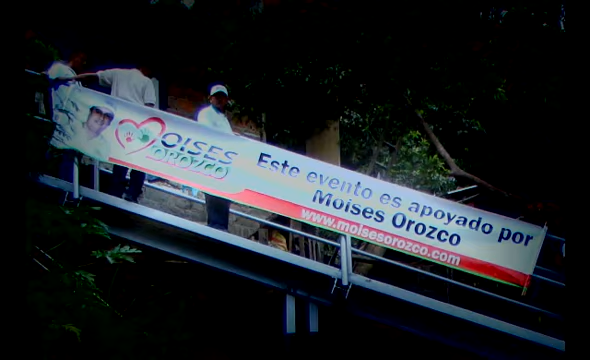 MOISES
OROZCO
Este evento es apoyado por
Moises Orozco
www.moisesorozco.com